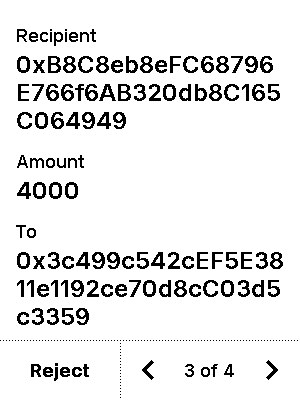 Recipient
0xB8C8eb8eFC68796
E766f6AB320db8C165
C064949
Amount
4000
To
0x3c499c542cEF5E38
11e1192ce70d8cC03d5
c3359
Reject
3 of 4